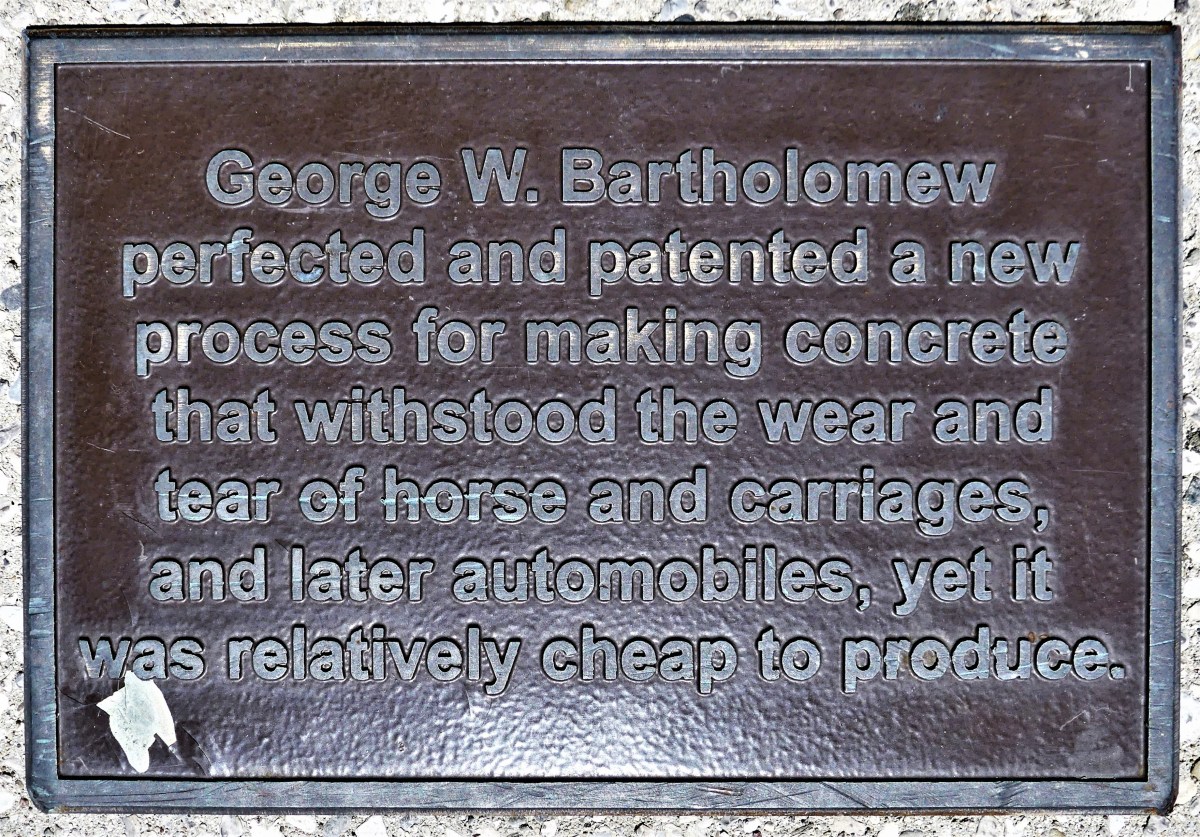 George W. Bartholomew
perfected and patented a new
process for making concrete
that withstood the wear and
tear of horse and carriages,
and later automobiles, yet it
was relatively cheap to produce.